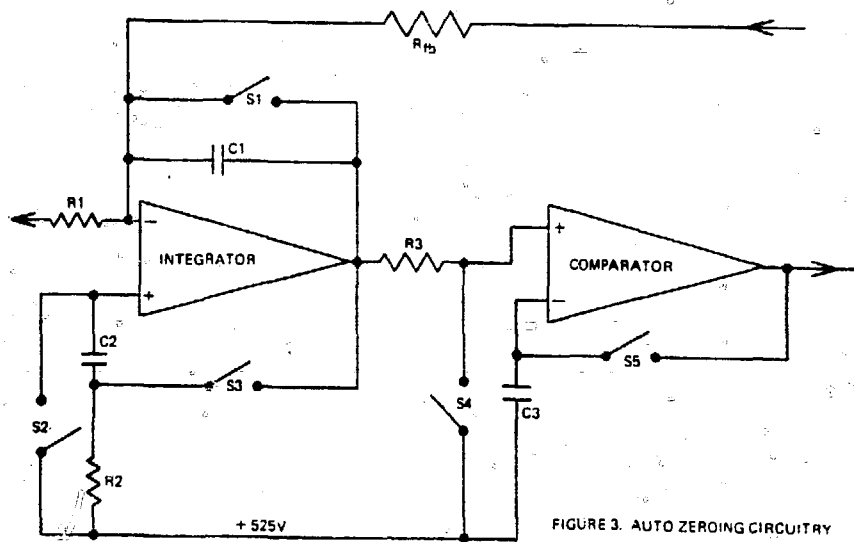 Rfb
S1
C1
R1
-
INTEGRATOR
+
R3
+
COMPARATOR
-
C2
S3
S5
S2
S4
C3
R2
+ 525V
FIGURE 3. AUTO ZEROING CIRCUITRY